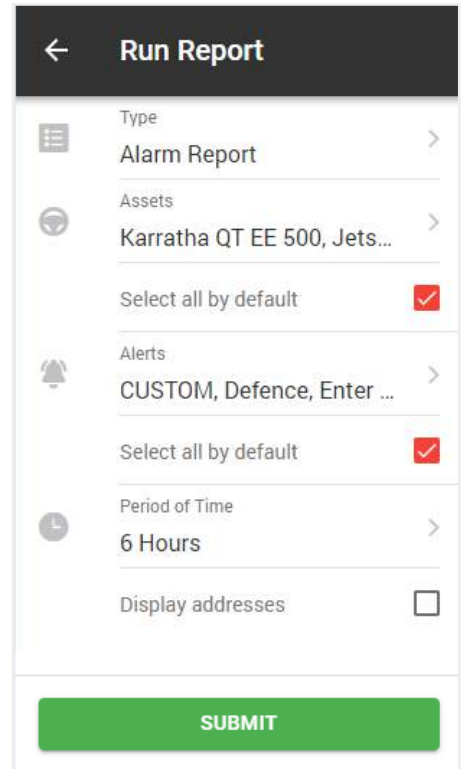 Run Report
Type
Alarm Report
Assets
Karratha QT EE 500, Jets...
Select all by default
Alerts
CUSTOM, Defence, Enter ...
Select all by default
Period of Time
6 Hours
Display addresses
SUBMIT